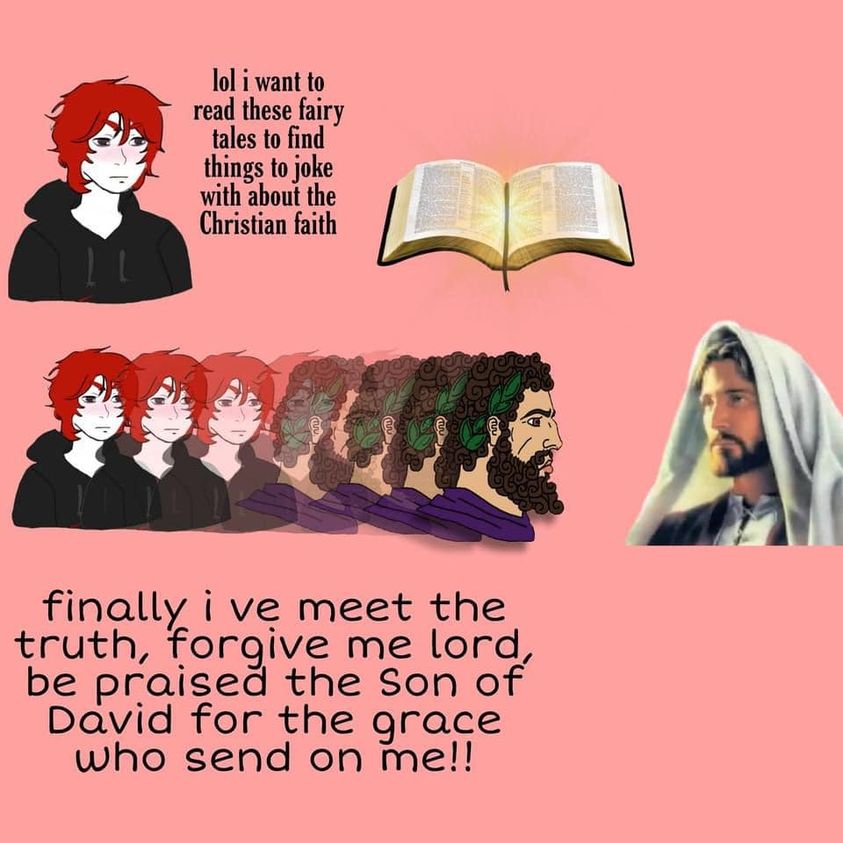 lol i want to
read these fairy
tales to find
things to joke
with about the
Christian faith
finally i ve meet the
truth, forgive me lord,
be praised the Son of
David for the grace
who send on me!!